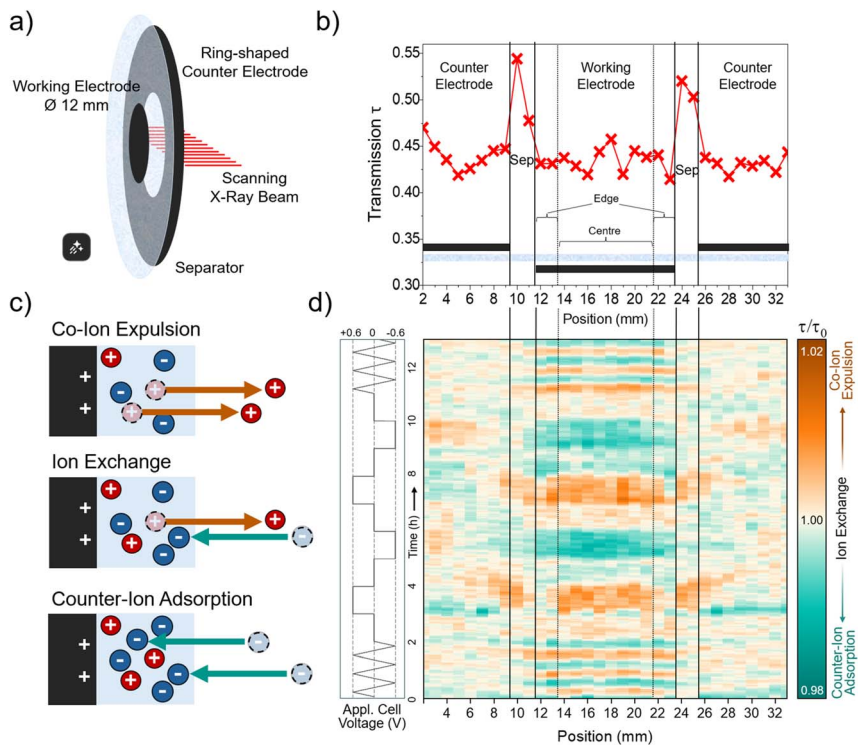 a)
Ring-shaped
Counter Electrode
Working Electrode
Ø 12 mm
Scanning
X-Ray Beam
Separator
b)
Transmission τ
0.55
0.50
0.45
0.40
0.35
0.30
Counter
Electrode
Working Electrode
Counter
Electrode
Sep
Sep
Edge
Centre
2 4 6 8 10 12 14 16 18 20 22 24 26 28 30 32
Position (mm)
c)
Co-Ion Expulsion
+ + + + + + + - - -
Ion Exchange
+ + + + + + - - - - -
Counter-Ion Adsorption
+ + + + + - - - - - - -
d)
+0.6 0 -0.6
12
10
8
6
4
2
0
Time (h)
Appl. Cell
Voltage (V)
4 6 8 10 12 14 16 18 20 22 24 26 28 30 32
2
Position (mm)
τ/τ0
1.02
1.00
0.98
Co-Ion
Expulsion
Ion Exchange
Counter-Ion
Adsorption